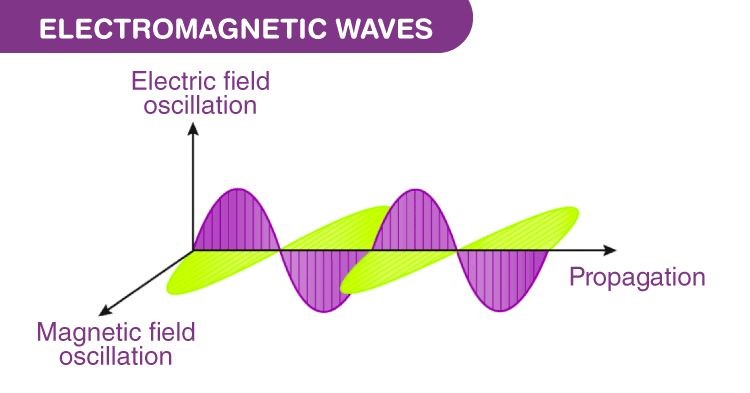 ELECTROMAGNETIC WAVES
Electric field
oscillation
Propagation
Magnetic field
oscillation